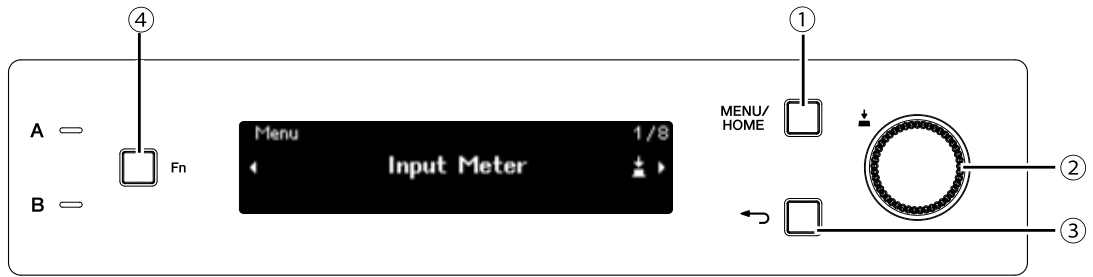 ④
①
MENU/
HOME
A
Menu 1/8
Input Meter
Fn
②
B
③